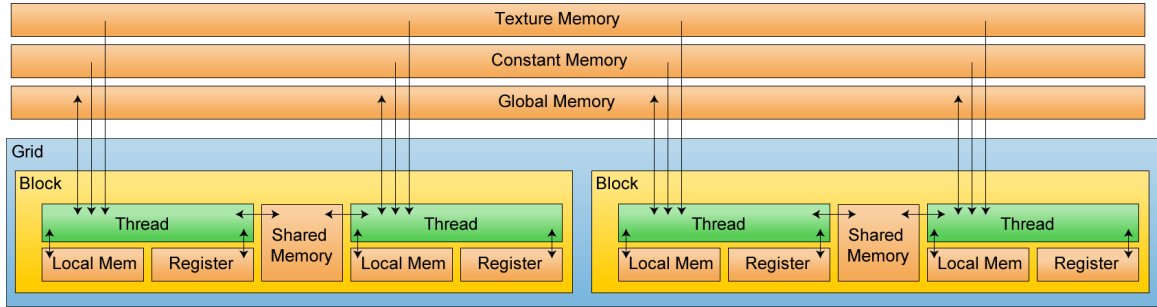 Texture Memory
Constant Memory
Global Memory
Grid
Block
Thread
Shared
Memory
Thread
Local Mem
Register
Local Mem
Register
Block
Thread
Shared
Memory
Thread
Local Mem
Register
Local Mem
Register